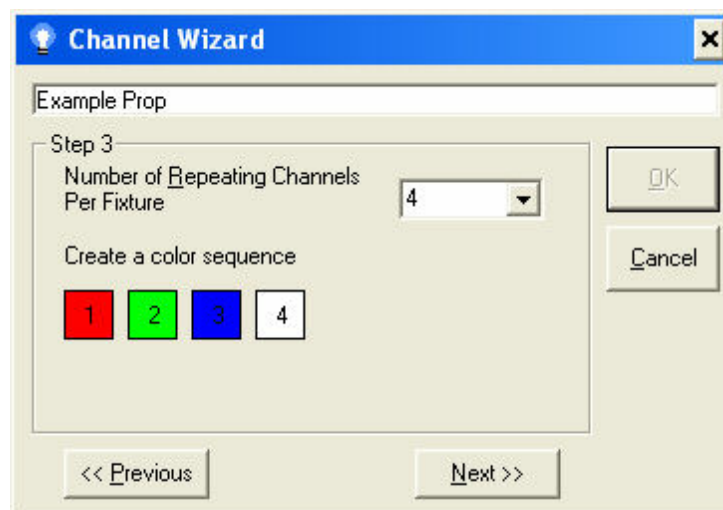 Channel Wizard
Example Prop
Step 3
Number of Repeating Channels
Per Fixture
4
OK
Create a color sequence
Cancel
1 2 3 4
<< Previous
Next >>